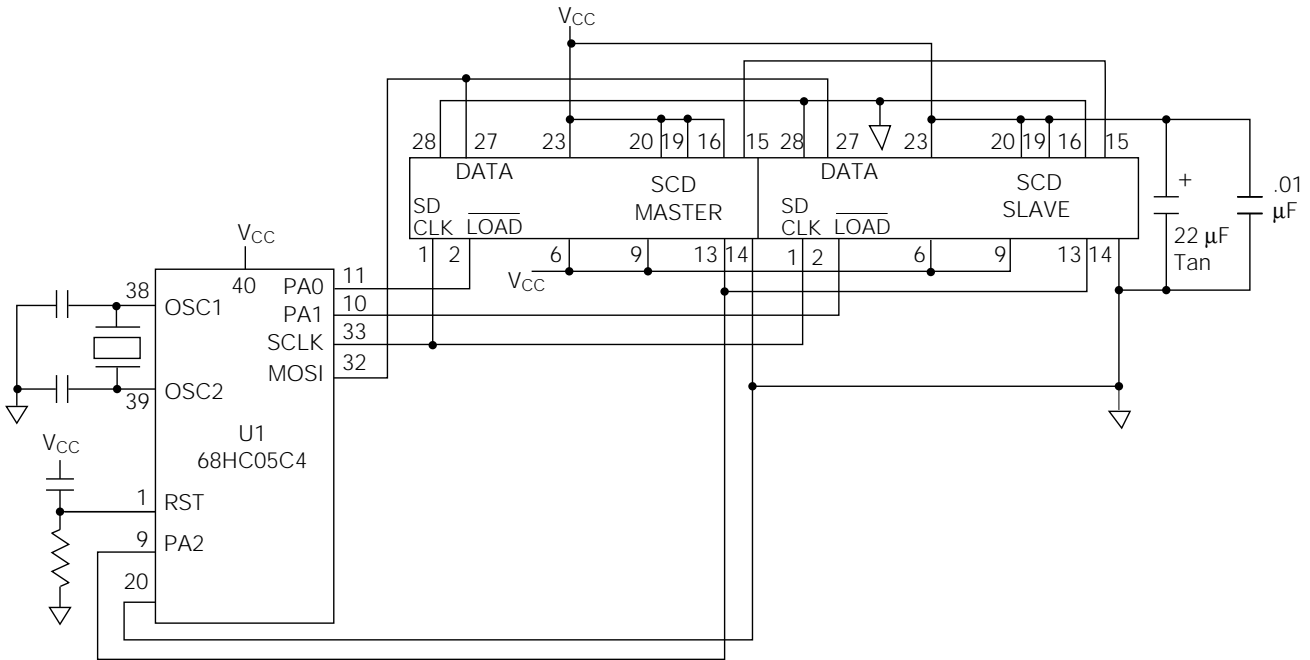 VCC
28
27
23
20
19
16
15
28
27
23
20
19
16
15
DATA
SCD
MASTER
DATA
SCD
SLAVE
SD
CLK
LOAD
SD
CLK
LOAD
+
22 µF
Tan
.01
µF
1
2
6
9
13
14
1
2
6
9
13
14
VCC
VCC
40
38
OSC1
39
OSC2
PA0
11
PA1
10
SCLK
33
MOSI
32
U1
68HC05C4
VCC
1
RST
9
PA2
20